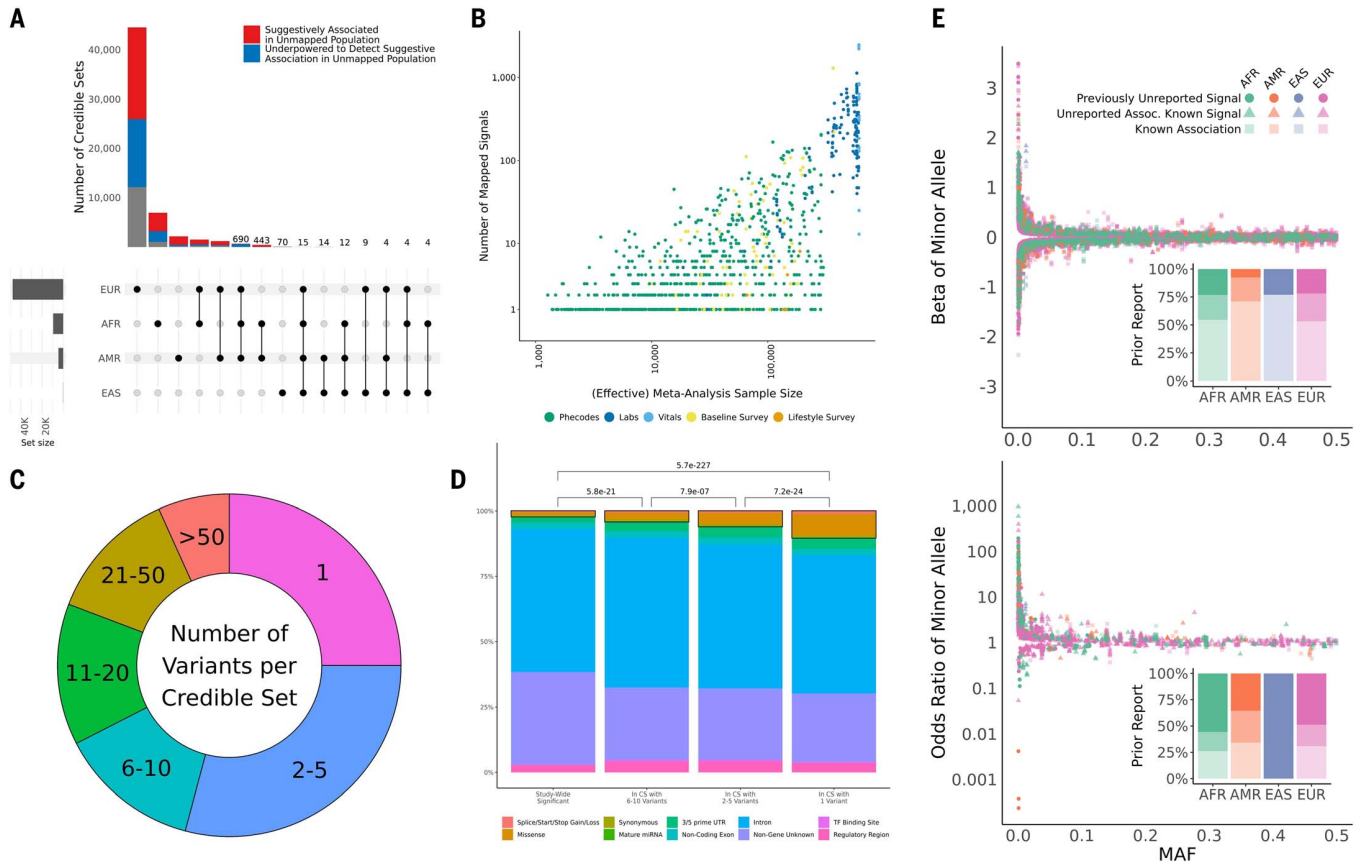 A
Suggestively Associated
in Unmapped Population
Underpowered to Detect Suggestive
Association in Unmapped Population
Number of Credible Sets
40,000
30,000
20,000
10,000
690 443 70 15 14 12 9 4 4 4
EUR
AFR
AMR
EAS
40K 20K
Set size
B
Number of Mapped Signals
1,000
100
10
1
1,000 10,000 100,000
(Effective) Meta-Analysis Sample Size
Phecodes Labs Vitals Baseline Survey Lifestyle Survey
C
>50
1
21-50
11-20
6-10
2-5
Number of
Variants per
Credible Set
D
5.7e-227
5.8e-21 7.9e-07 7.2e-24
100%
75%
50%
25%
0%
Study-Wide
Significant
In CS with
6-10 Variants
In CS with
2-5 Variants
In CS with
1 Variant
Splice/Start/Stop Gain/Loss Synonymous 3/5 prime UTR Intron TF Binding Site
Missense Mature miRNA Non-Coding Exon Non-Gene Unknown Regulatory Region
E
AFR AMR EAS EUR
Previously Unreported Signal
Unreported Assoc. Known Signal
Known Association
Beta of Minor Allele
3
2
1
0
-1
-2
-3
Prior Report
100%
75%
50%
25%
0%
AFR AMR EAS EUR
0.0 0.1 0.2 0.3 0.4 0.5
Odds Ratio of Minor Allele
1,000
100
10
1
0.1
0.01
0.001
Prior Report
100%
75%
50%
25%
0%
AFR AMR EAS EUR
0.0 0.1 0.2 0.3 0.4 0.5
MAF